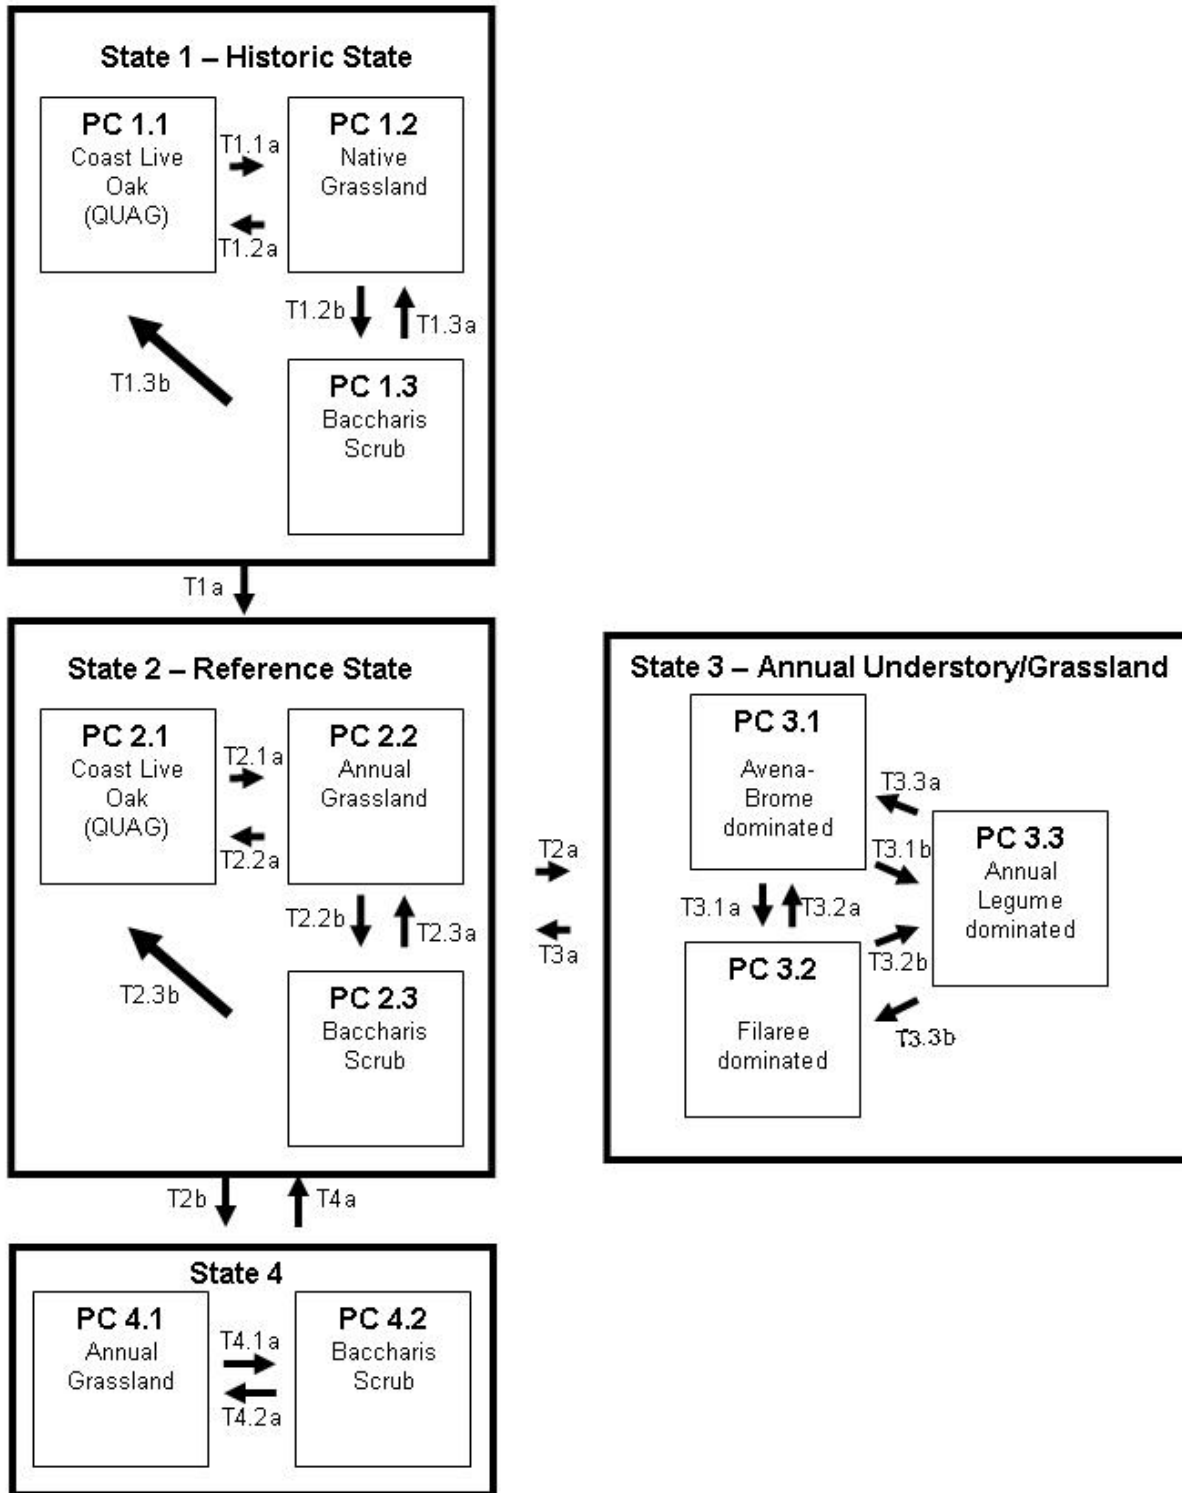 State 1 – Historic State
PC 1.1
Coast Live
Oak
(QUAG)
T1.1a
T1.2a
PC 1.2
Native
Grassland
T1.2b
T1.3a
T1.3b
PC 1.3
Baccharis
Scrub
T1a
State 2 – Reference State
PC 2.1
Coast Live
Oak
(QUAG)
T2.1a
T2.2a
PC 2.2
Annual
Grassland
T2.2b
T2.3a
T2.3b
PC 2.3
Baccharis
Scrub
T2a
T3a
State 3 – Annual Understory/Grassland
PC 3.1
Avena-
Brome
dominated
T3.3a
T3.1b
PC 3.3
Annual
Legume
dominated
T3.1a
T3.2a
T3.2b
T3.3b
PC 3.2
Filaree
dominated
T2b
T4a
State 4
PC 4.1
Annual
Grassland
T4.1a
T4.2a
PC 4.2
Baccharis
Scrub